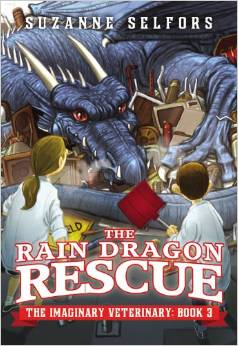 SUZANNE SELFORS
THE
RAIN DRAGON
RESCUE
THE IMAGINARY VETERINARY: BOOK 3